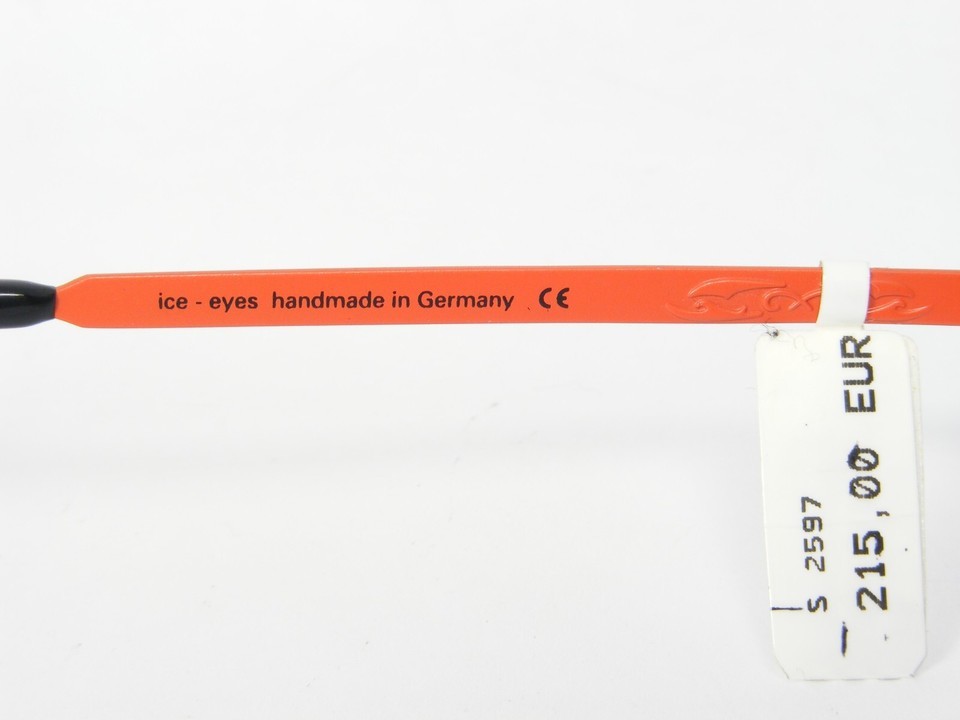 ice - eyes handmade in Germany CE
S 2597
215,00 EUR